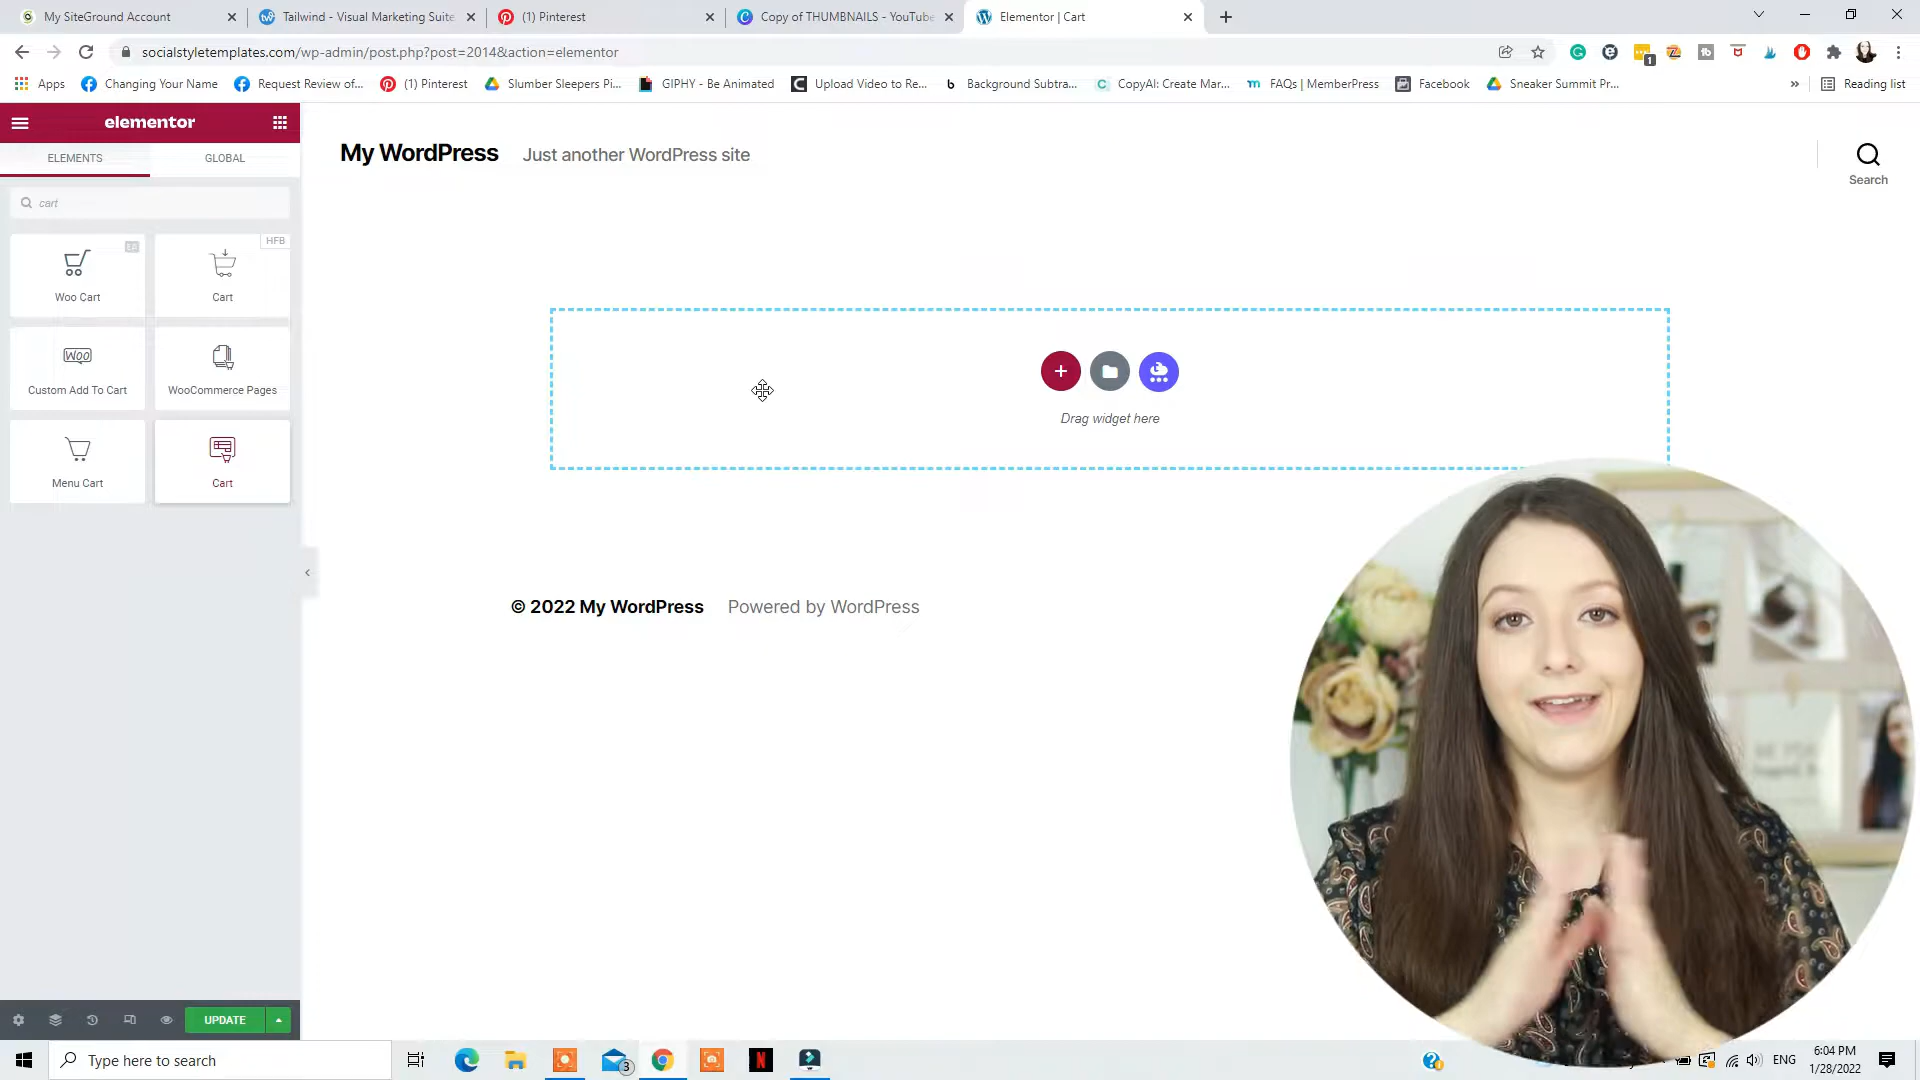 My SiteGround Account
Tailwind - Visual Marketing Suite
(1) Pinterest
Copy of THUMBNAILS - YouTube
Elementor | Cart
socialstyletemplates.com/wp-admin/post.php?post=2014&action=elementor
1
Apps
Changing Your Name
Request Review of...
(1) Pinterest
Slumber Sleepers Pi...
GIPHY - Be Animated
Upload Video to Re...
Background Subtra...
CopyAI: Create Mar...
FAQs | MemberPress
Facebook
Sneaker Summit Pr...
Reading list
elementor
ELEMENTS
GLOBAL
cart
Woo Cart
HFB
Cart
Woo
Custom Add To Cart
WooCommerce Pages
Menu Cart
Cart
UPDATE
My WordPress
Just another WordPress site
Search
Drag widget here
© 2022 My WordPress
Powered by WordPress
Type here to search
3
ENG
6:04 PM
1/28/2022